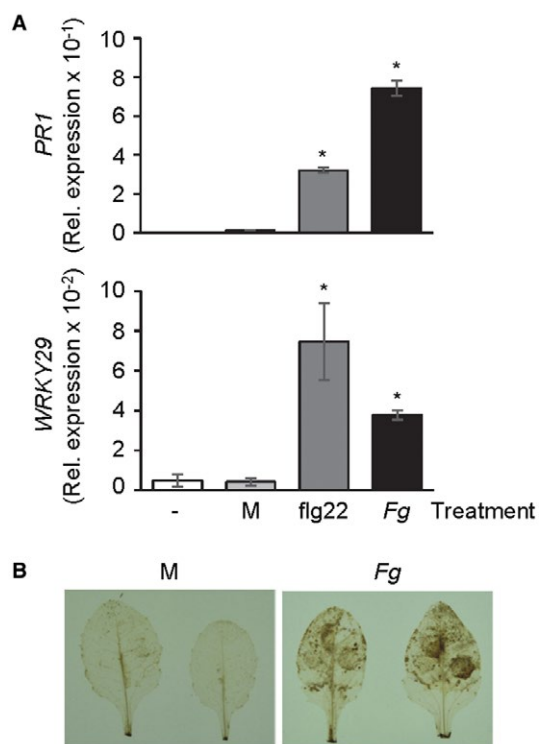 A
PR1
(Rel. expression x 10-1)
10
8
6
4
2
0
*
*
WRKY29
(Rel. expression x 10-2)
10
8
6
4
2
0
*
*
- M flg22 Fg Treatment
B
M Fg